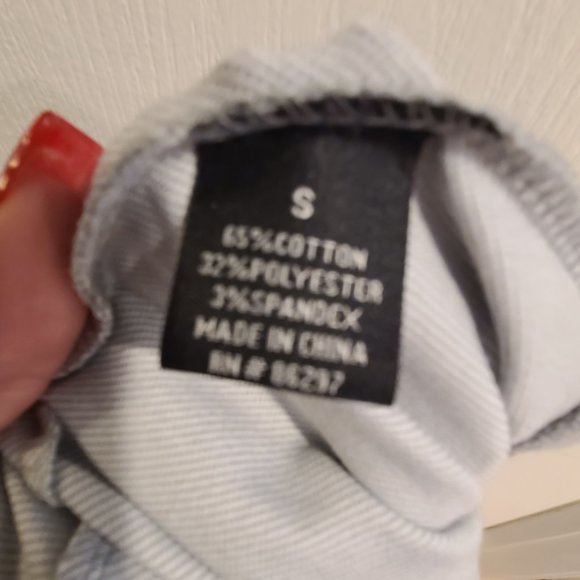 S
65%COTTON
32%POLYESTER
3%SPANDEX
MADE IN CHINA
RN # 86297